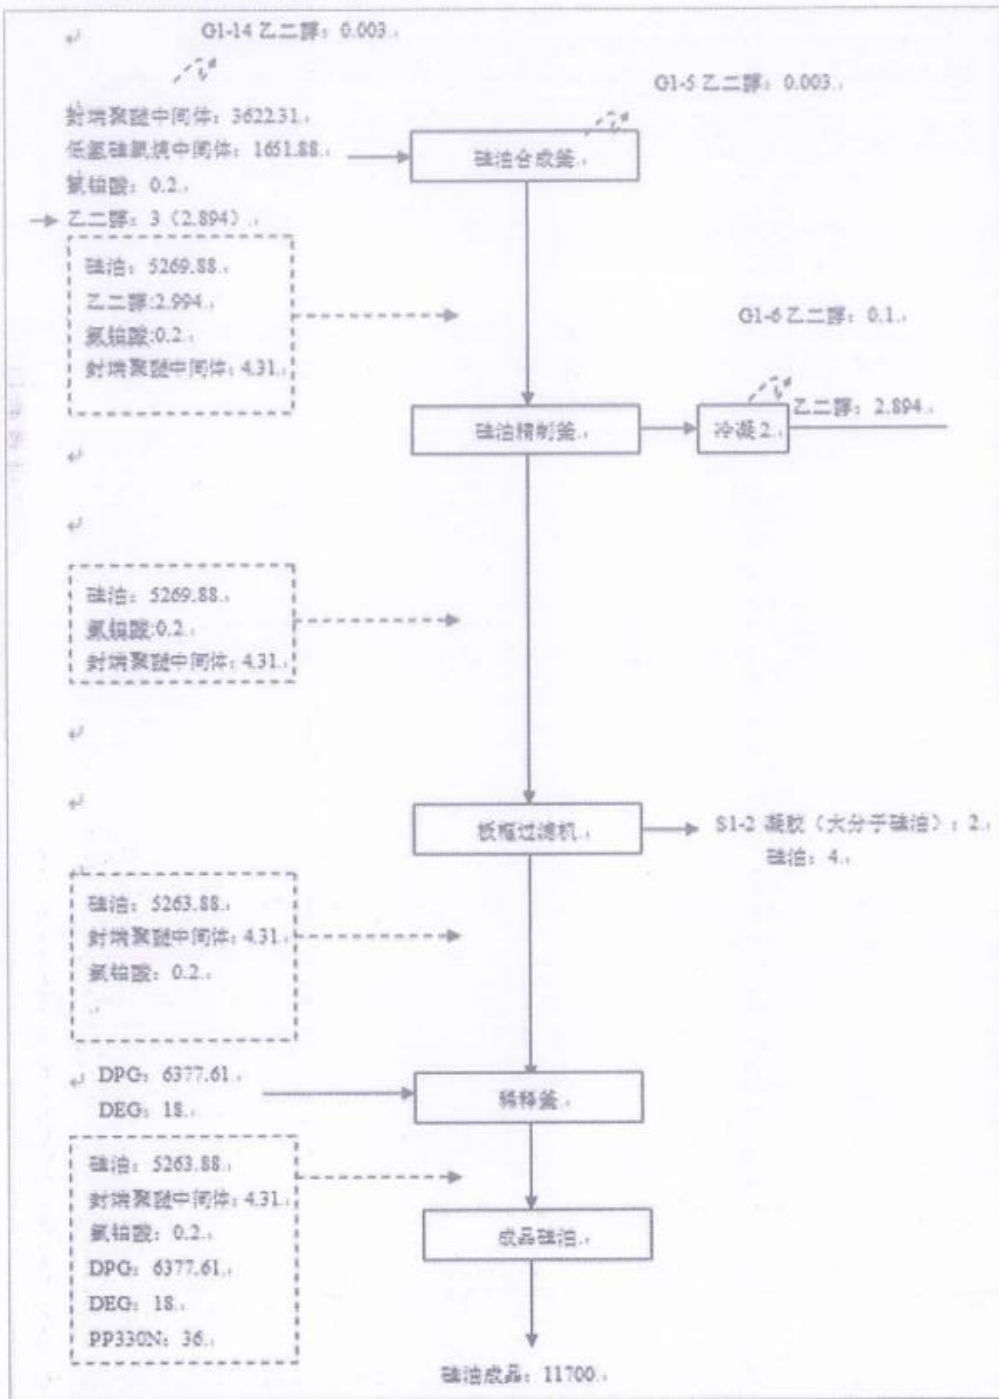 G1-14 乙二醇：0.003
G1-5 乙二醇：0.003
封端聚醚中间体：3622.31
低氢硅氧烷中间体：1651.88
氯铂酸：0.2
乙二醇：3（2.894）
硅油合成釜
硅油：5269.88
乙二醇:2.994
氯铂酸:0.2
封端聚醚中间体：4.31
G1-6 乙二醇：0.1
乙二醇：2.894
硅油精制釜
冷凝2
硅油：5269.88
氯铂酸:0.2
封端聚醚中间体：4.31
板框过滤机
S1-2 凝胶（大分子硅油）：2
硅油：4
硅油：5263.88
封端聚醚中间体：4.31
氯铂酸：0.2
DPG：6377.61
DEG：18
稀释釜
硅油：5263.88
封端聚醚中间体：4.31
氯铂酸：0.2
DPG：6377.61
DEG：18
PP330N：36
成品硅油
硅油成品：11700